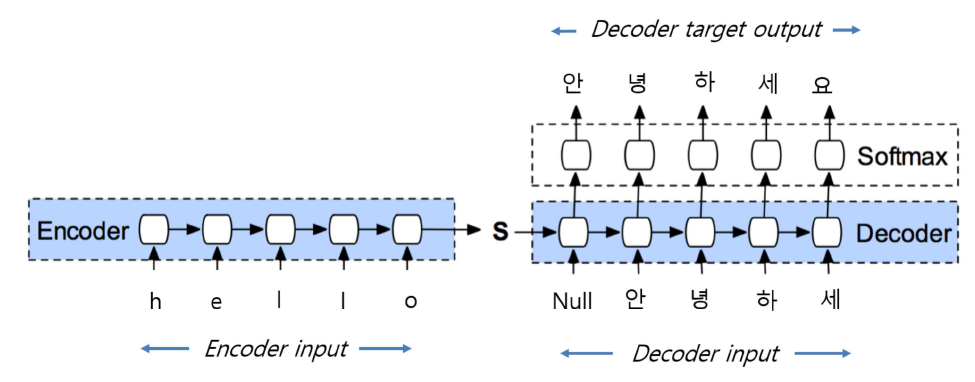 Decoder target output
안 녕 하 세 요
Softmax
Encoder S Decoder
h e l l o Null 안 녕 하 세
Encoder input Decoder input